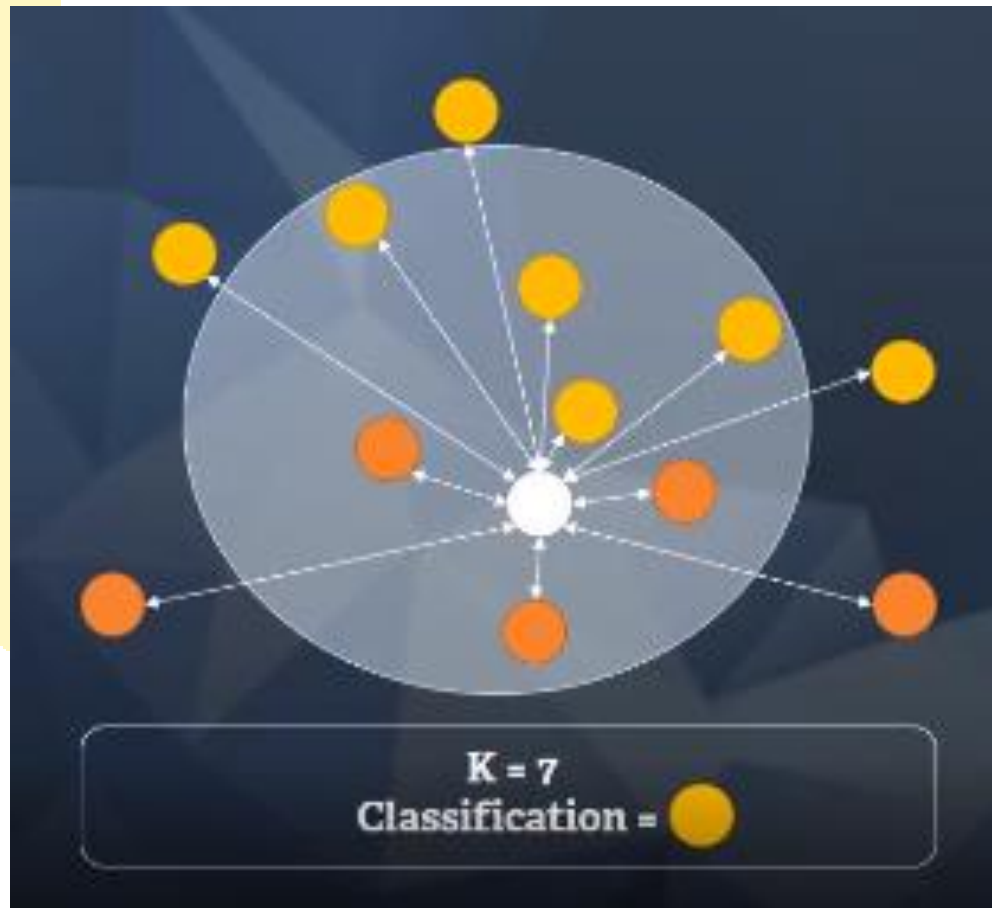 K = 7
Classification =